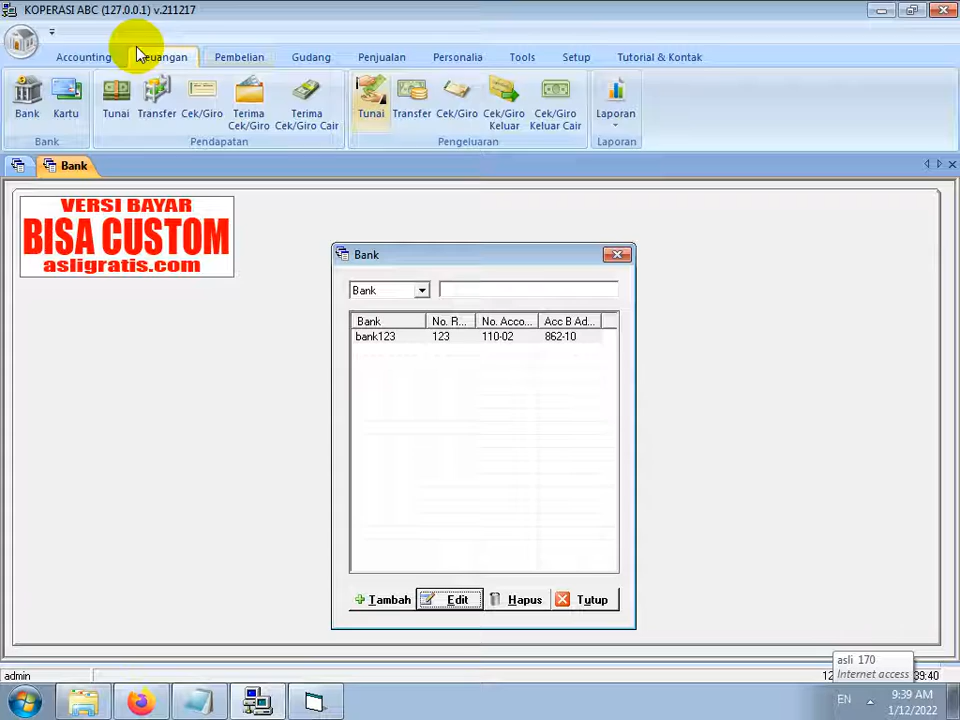 KOPERASI ABC (127.0.0.1) v.211217
Accounting
Pembelian
Gudang
Penjualan
Personalia
Tools
Setup
Tutorial & Kontak
Bank
Kartu
Tunai
Transfer
Cek/Giro
Terima Cek/Giro
Terima Cek/Giro Cair
Tunai
Transfer
Cek/Giro
Cek/Giro Keluar
Cek/Giro Keluar Cair
Laporan
Bank
Pendapatan
Pengeluaran
Laporan
Bank
VERSI BAYAR
BISA CUSTOM
asligratis.com
Bank
Bank
Bank No. R... No. Acco... Acc B Ad...
bank123 123 110-02 862-10
Tambah Edit Hapus Tutup
asli 170
Internet access
admin
12
39:40
EN
9:39 AM
1/12/2022